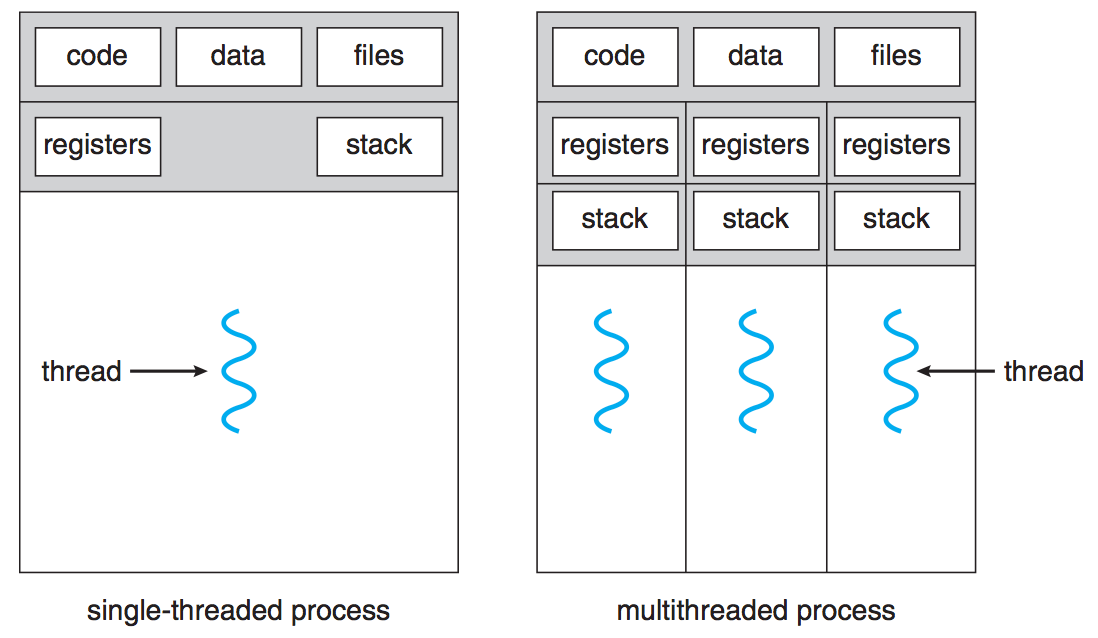 code data files
registers stack
thread
single-threaded process
code data files
registers registers registers
stack stack stack
thread
multithreaded process